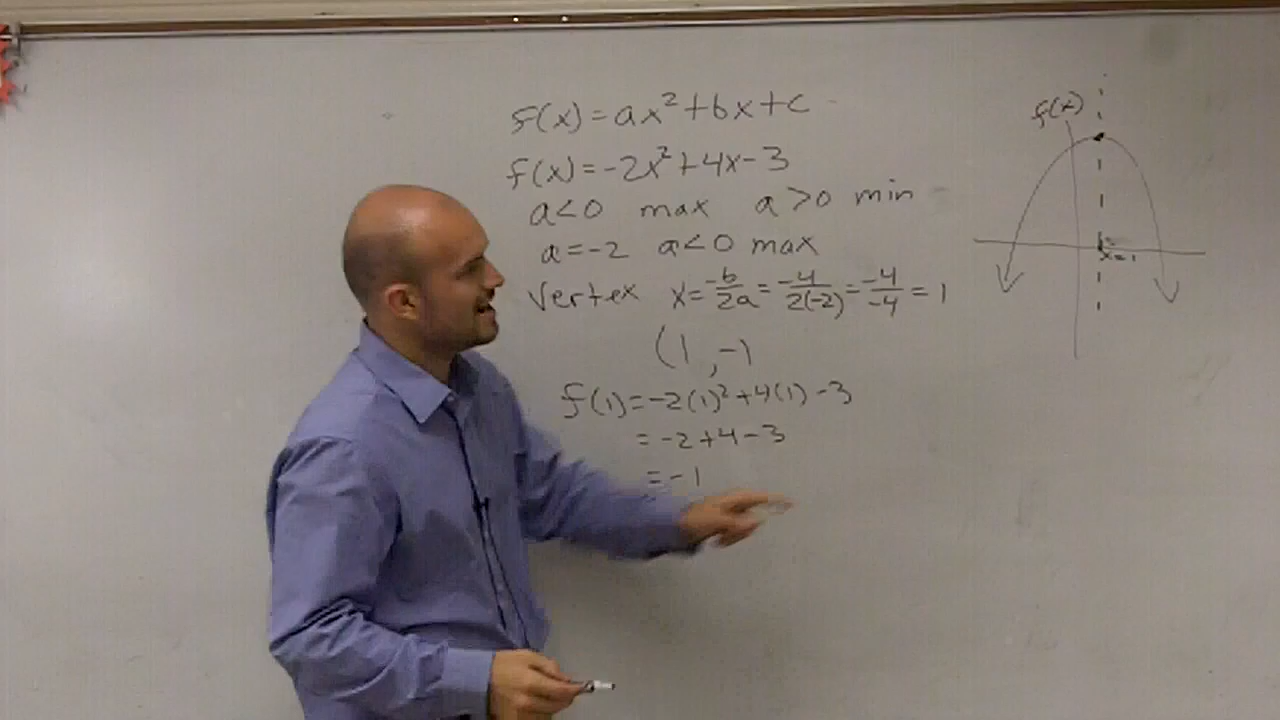 f(x) = ax² + bx + c
f(x) = -2x² + 4x - 3
a < 0 max a > 0 min
a = -2 a < 0 max
Vertex x = -b/2a = -4/2(-2) = -4/-4 = 1
(1, -1
f(1) = -2(1)² + 4(1) - 3
= -2 + 4 - 3
= -1
f(x)
x = 1